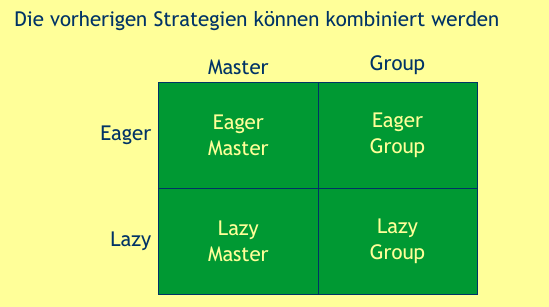 Die vorherigen Strategien können kombiniert werden
Master Group
Eager
Eager
Master
Eager
Group
Lazy
Lazy
Master
Lazy
Group